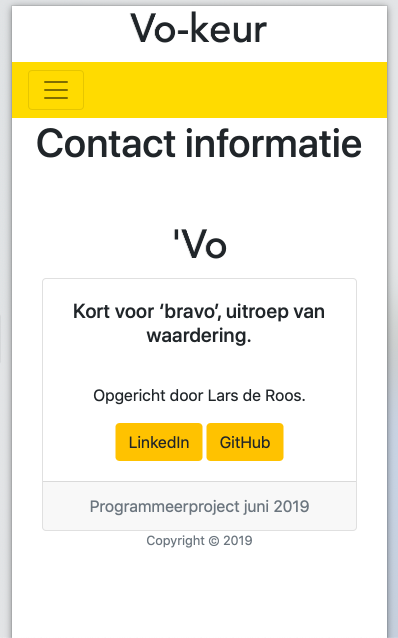 Vo-keur
Contact informatie
'Vo
Kort voor ‘bravo’, uitroep van
waardering.
Opgericht door Lars de Roos.
LinkedIn GitHub
Programmeerproject juni 2019
Copyright © 2019